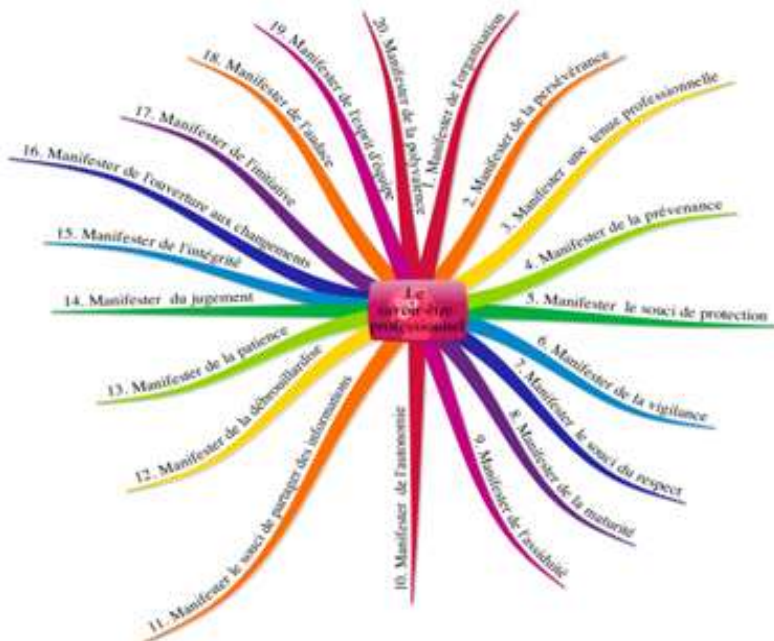 Le
savoir-être
professionnel
1. Manifester de l'organisation
2. Manifester de la persévérance
3. Manifester une tenue professionnelle
4. Manifester de la prévenance
5. Manifester le souci de protection
6. Manifester de la vigilance
7. Manifester le souci du respect
8. Manifester de la maturité
9. Manifester de l'assiduité
10. Manifester de l'autonomie
11. Manifester le souci de partager des informations
12. Manifester de la débrouillardise
13. Manifester de la patience
14. Manifester du jugement
15. Manifester de l'intégrité
16. Manifester de l'ouverture aux changements
17. Manifester de l'initiative
18. Manifester de l'audace
19. Manifester de l'esprit d'équipe
20. Manifester de la polyvalence